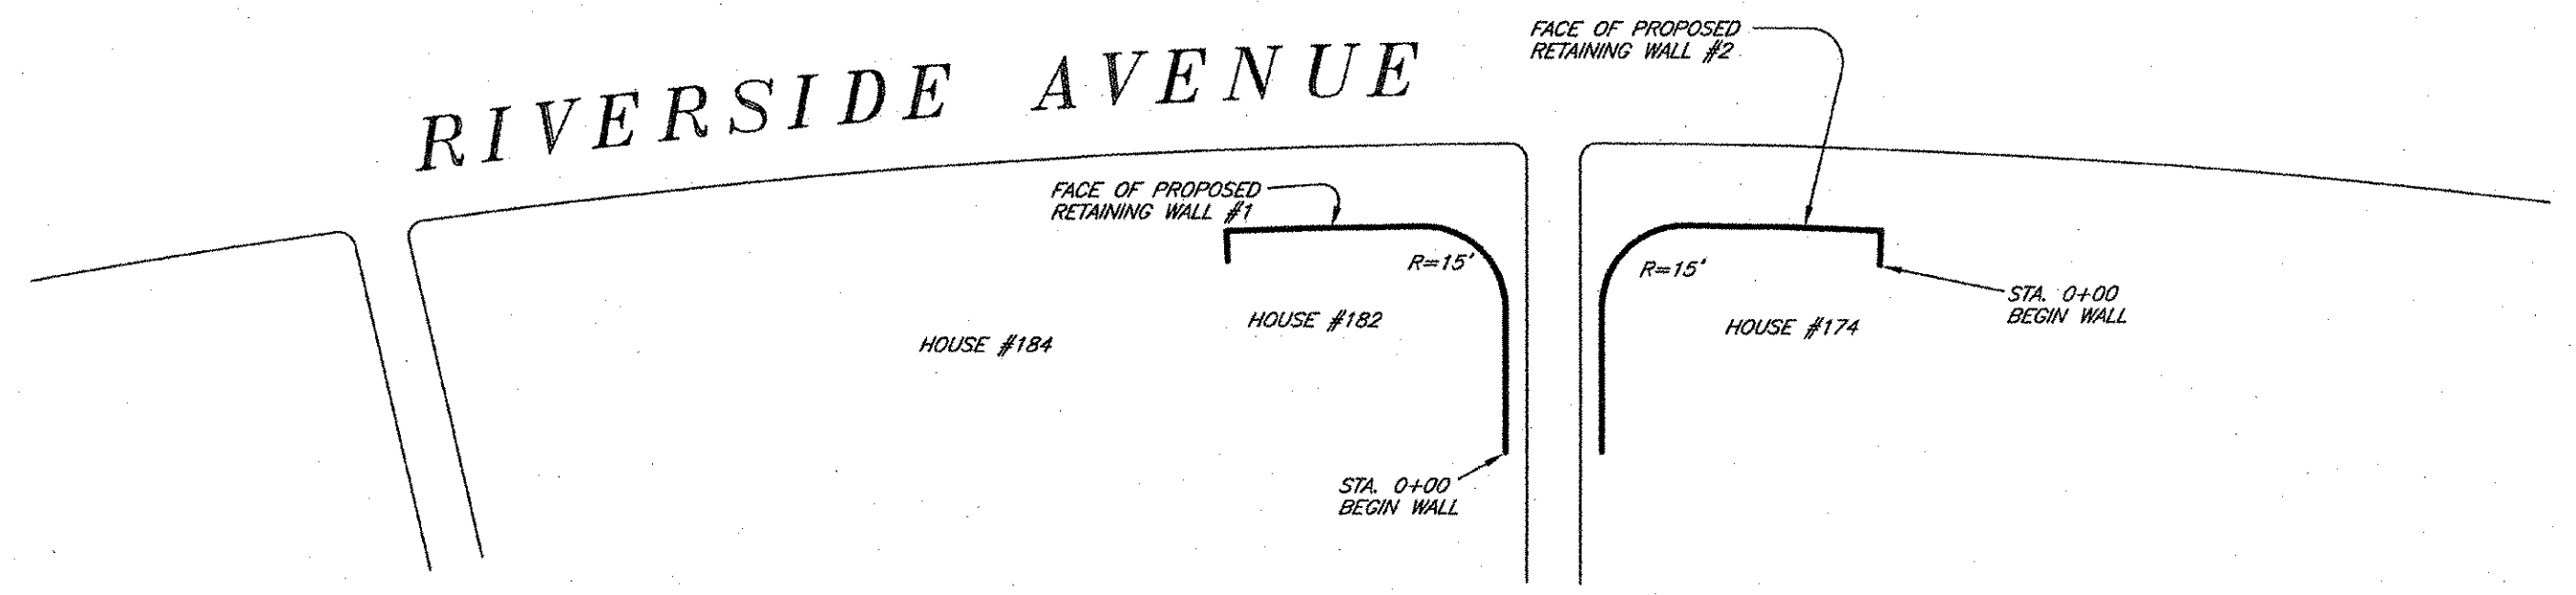 RIVERSIDE AVENUE
FACE OF PROPOSED
RETAINING WALL #2
FACE OF PROPOSED
RETAINING WALL #1
R=15'
R=15'
STA. 0+00
BEGIN WALL
HOUSE #182
HOUSE #174
HOUSE #184
STA. 0+00
BEGIN WALL